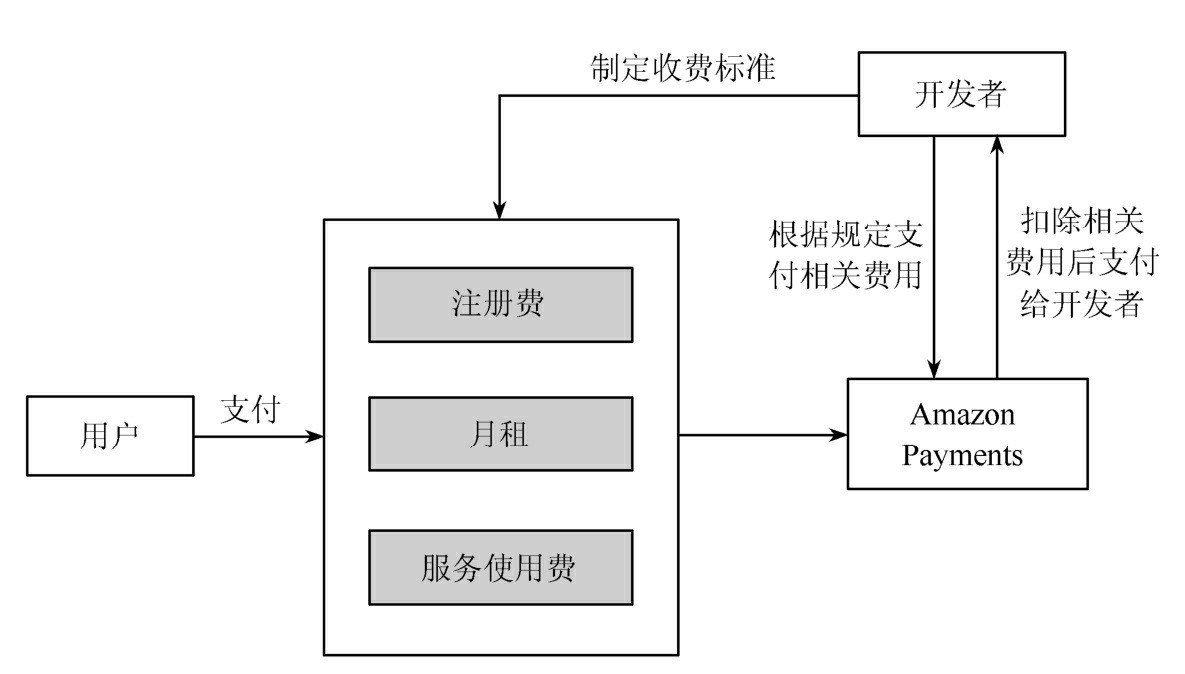 制定收费标准
开发者
根据规定支
付相关费用
扣除相关
费用后支付
给开发者
注册费
用户
支付
月租
Amazon
Payments
服务使用费